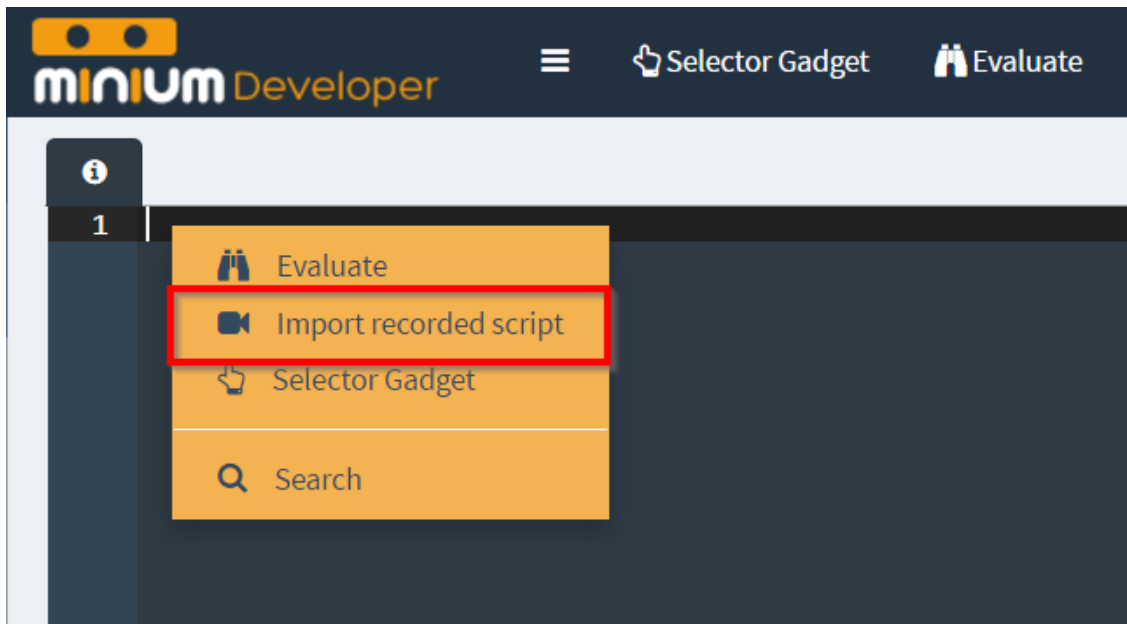 MINIUM Developer
Selector Gadget
Evaluate
1
Evaluate
Import recorded script
Selector Gadget
Search